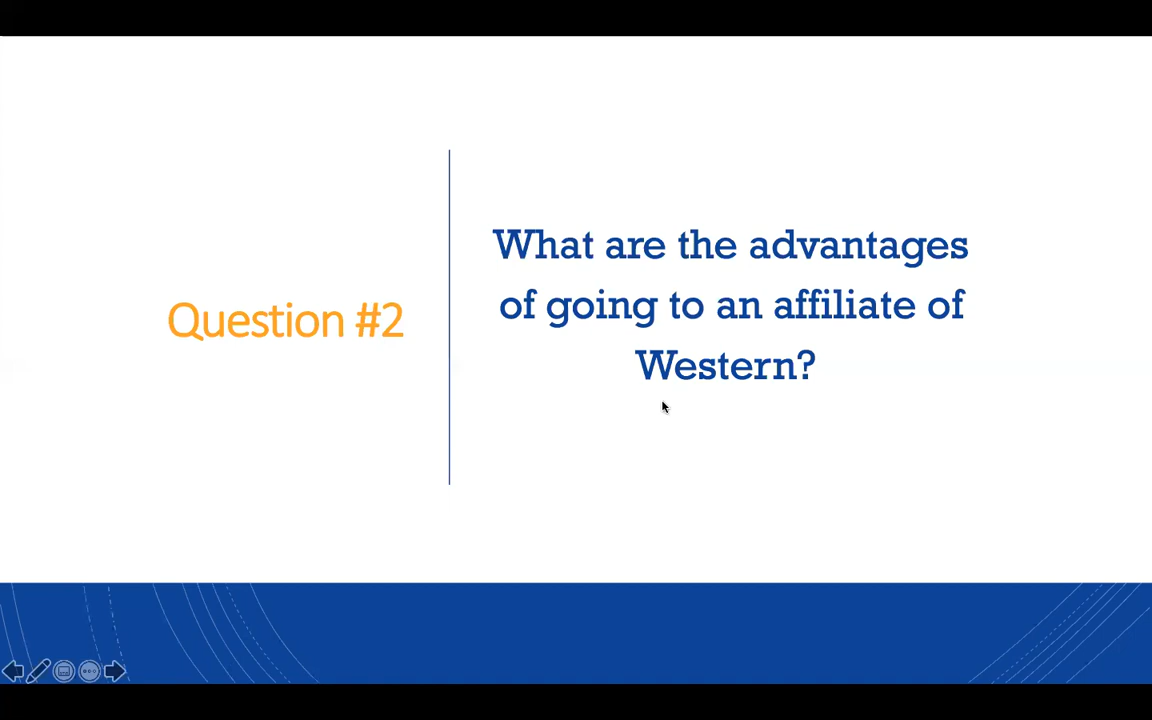 Question #2
What are the advantages
of going to an affiliate of
Western?